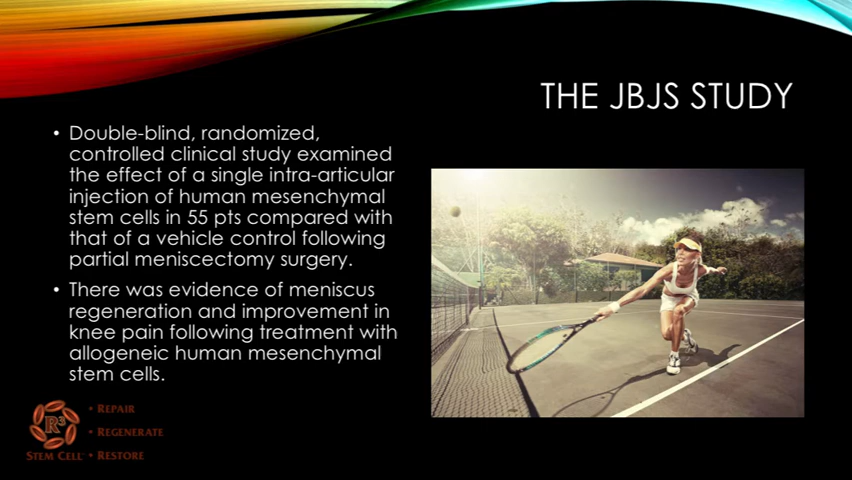 THE JBJS STUDY
• Double-blind, randomized,
controlled clinical study examined
the effect of a single intra-articular
injection of human mesenchymal
stem cells in 55 pts compared with
that of a vehicle control following
partial meniscectomy surgery.
• There was evidence of meniscus
regeneration and improvement in
knee pain following treatment with
allogeneic human mesenchymal
stem cells.
R³
STEM CELL
• REPAIR
• REGENERATE
• RESTORE